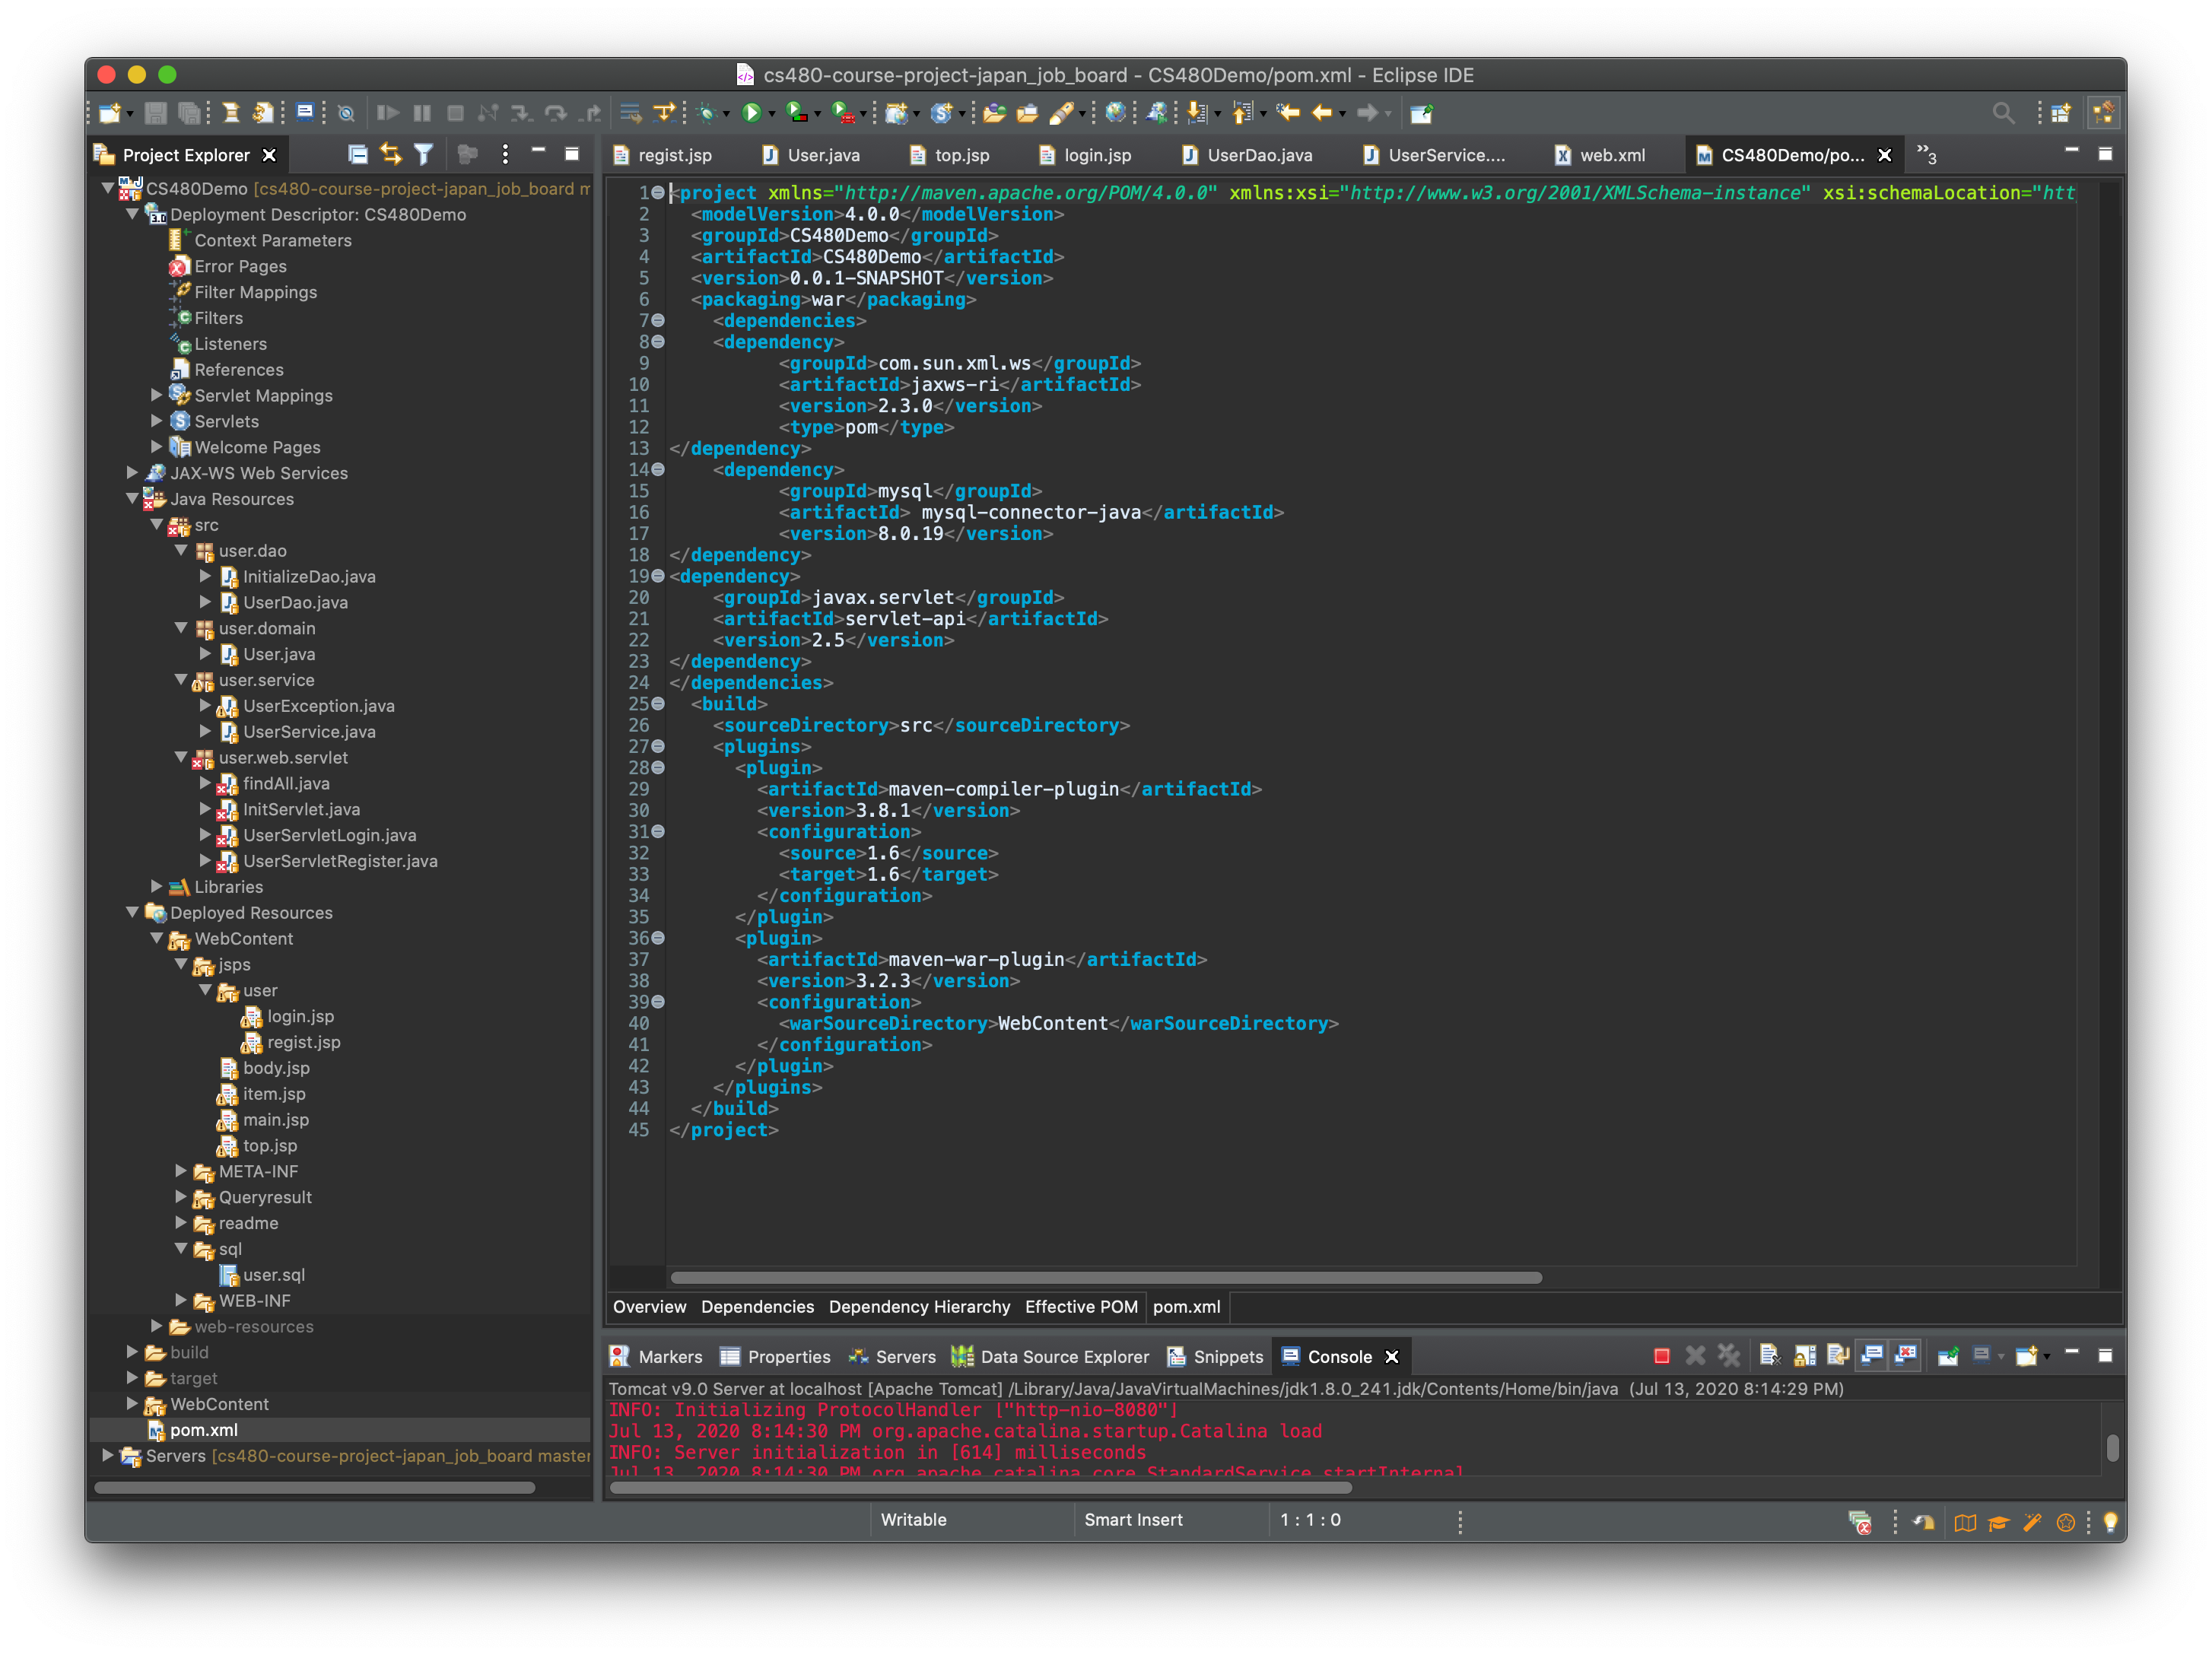 cs480-course-project-japan_job_board - CS480Demo/pom.xml - Eclipse IDE
Project Explorer
CS480Demo [cs480-course-project-japan_job_board m
Deployment Descriptor: CS480Demo
Context Parameters
Error Pages
Filter Mappings
Filters
Listeners
References
Servlet Mappings
Servlets
Welcome Pages
JAX-WS Web Services
Java Resources
src
user.dao
InitializeDao.java
UserDao.java
user.domain
User.java
user.service
UserException.java
UserService.java
user.web.servlet
findAll.java
InitServlet.java
UserServletLogin.java
UserServletRegister.java
Libraries
Deployed Resources
WebContent
jsps
user
login.jsp
regist.jsp
body.jsp
item.jsp
main.jsp
top.jsp
META-INF
Queryresult
readme
sql
user.sql
WEB-INF
web-resources
build
target
WebContent
pom.xml
Servers [cs480-course-project-japan_job_board master
regist.jsp User.java top.jsp login.jsp UserDao.java UserService.... web.xml CS480Demo/po... »3
1 <project xmlns="http://maven.apache.org/POM/4.0.0" xmlns:xsi="http://www.w3.org/2001/XMLSchema-instance" xsi:schemaLocation="htt
2 <modelVersion>4.0.0</modelVersion>
3 <groupId>CS480Demo</groupId>
4 <artifactId>CS480Demo</artifactId>
5 <version>0.0.1-SNAPSHOT</version>
6 <packaging>war</packaging>
7 <dependencies>
8 <dependency>
9 <groupId>com.sun.xml.ws</groupId>
10 <artifactId>jaxws-ri</artifactId>
11 <version>2.3.0</version>
12 <type>pom</type>
13 </dependency>
14 <dependency>
15 <groupId>mysql</groupId>
16 <artifactId> mysql-connector-java</artifactId>
17 <version>8.0.19</version>
18 </dependency>
19 <dependency>
20 <groupId>javax.servlet</groupId>
21 <artifactId>servlet-api</artifactId>
22 <version>2.5</version>
23 </dependency>
24 </dependencies>
25 <build>
26 <sourceDirectory>src</sourceDirectory>
27 <plugins>
28 <plugin>
29 <artifactId>maven-compiler-plugin</artifactId>
30 <version>3.8.1</version>
31 <configuration>
32 <source>1.6</source>
33 <target>1.6</target>
34 </configuration>
35 </plugin>
36 <plugin>
37 <artifactId>maven-war-plugin</artifactId>
38 <version>3.2.3</version>
39 <configuration>
40 <warSourceDirectory>WebContent</warSourceDirectory>
41 </configuration>
42 </plugin>
43 </plugins>
44 </build>
45 </project>
Overview Dependencies Dependency Hierarchy Effective POM pom.xml
Markers Properties Servers Data Source Explorer Snippets Console
Tomcat v9.0 Server at localhost [Apache Tomcat] /Library/Java/JavaVirtualMachines/jdk1.8.0_241.jdk/Contents/Home/bin/java (Jul 13, 2020 8:14:29 PM)
INFO: Initializing ProtocolHandler ["http-nio-8080"]
Jul 13, 2020 8:14:30 PM org.apache.catalina.startup.Catalina load
INFO: Server initialization in [614] milliseconds
Jul 13, 2020 8:14:30 PM org.apache.catalina.core.StandardService startInternal
Writable Smart Insert 1 : 1 : 0